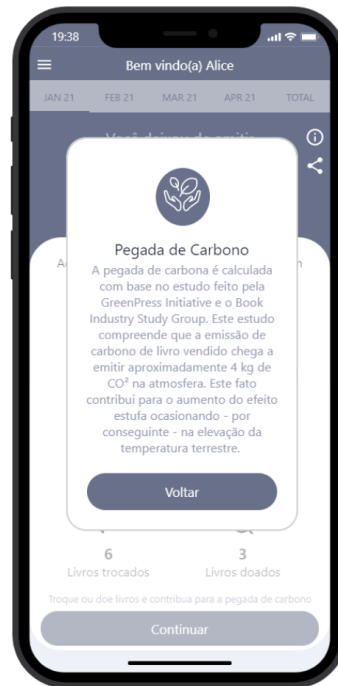 19:38
Bem vindo(a) Alice
JAN 21 FEB 21 MAR 21 APR 21 TOTAL
Você deixou de emitir
Pegada de Carbono
A pegada de carbona é calculada
com base no estudo feito pela
GreenPress Initiative e o Book
Industry Study Group. Este estudo
compreende que a emissão de
carbono de livro vendido chega a
emitir aproximadamente 4 kg de
CO² na atmosfera. Este fato
contribui para o aumento do efeito
estufa ocasionando - por
conseguinte - na elevação da
temperatura terrestre.
Voltar
6 3
Livros trocados Livros doados
Troque ou doe livros e contribua para a pegada de carbono
Continuar